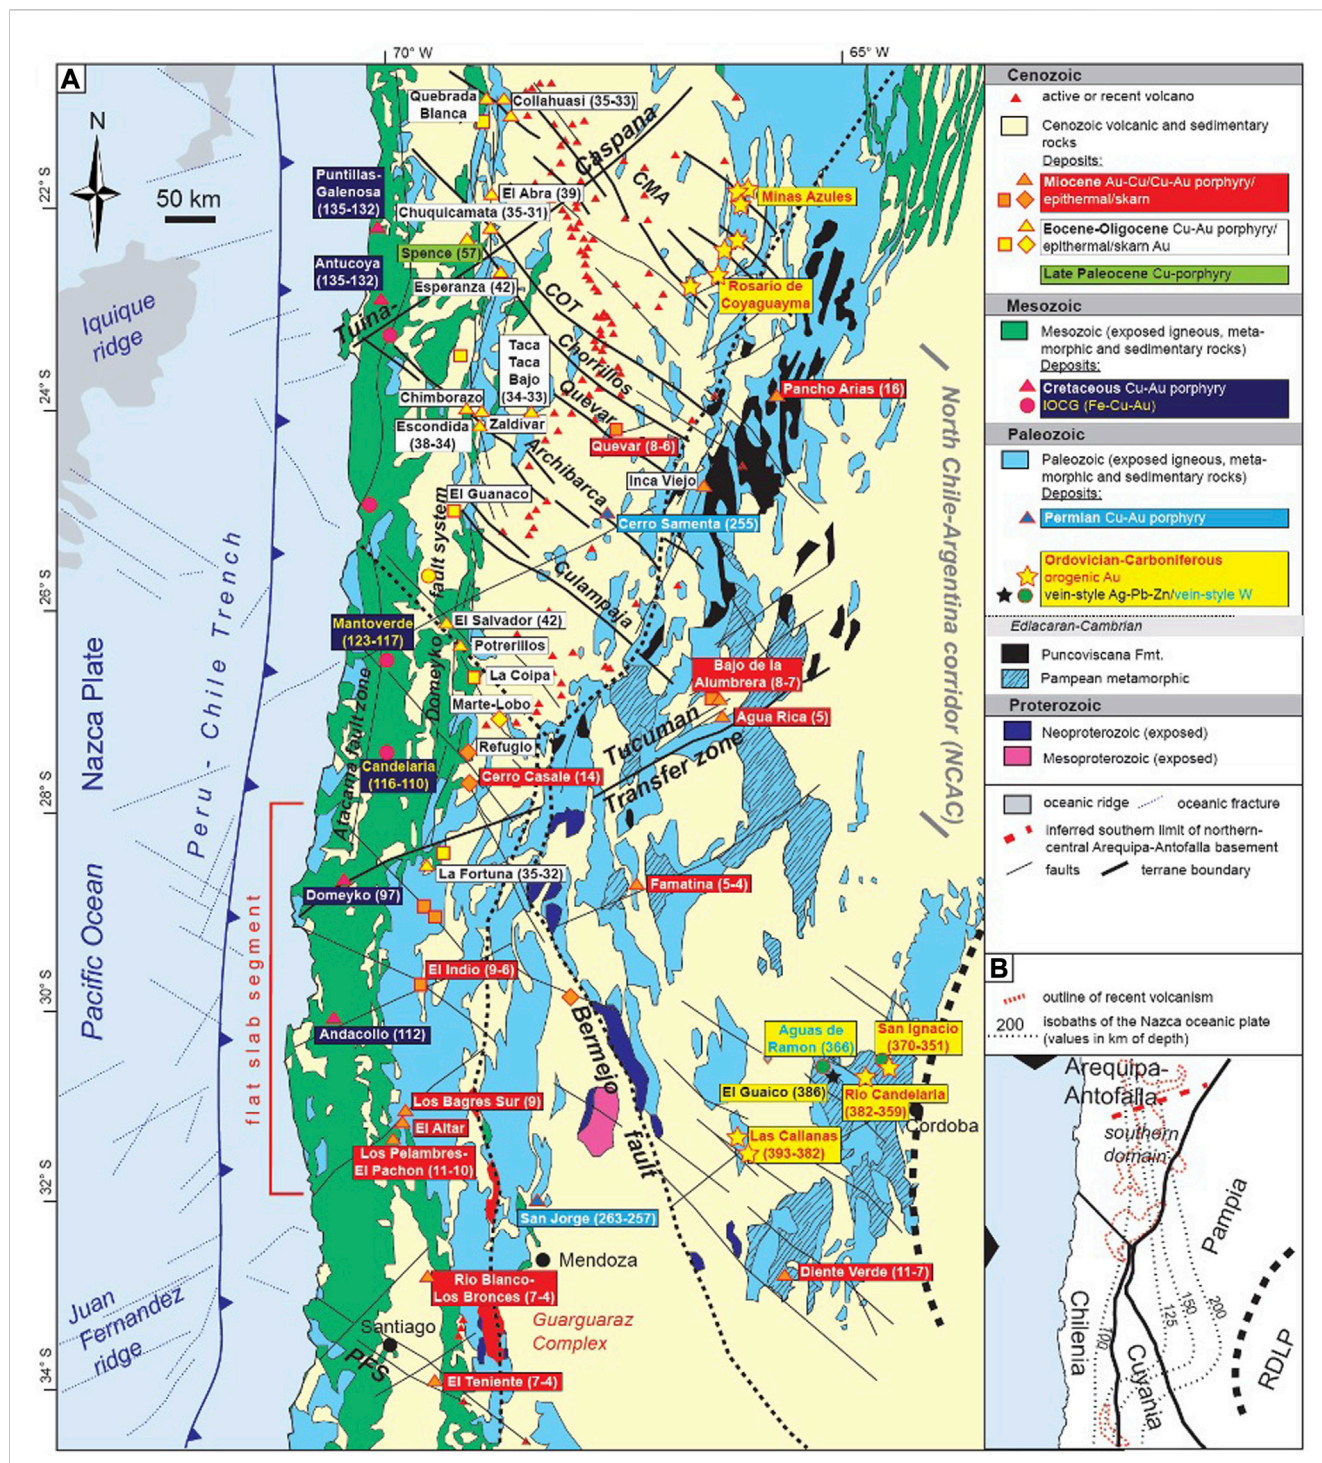 70° W
65° W
A
N
50 km
22° S
24° S
26° S
28° S
30° S
32° S
34° S
Iquique
ridge
Nazca Plate
Pacific Ocean
Peru - Chile Trench
Juan
Fernandez
ridge
flat slab segment
Quebrada
Blanca
Collahuasi (35-33)
Caspana
CMA
Puntillas-
Galenosa
(135-132)
El Abra (39)
Minas Azules
Chuquicamata (35-31)
Spence (57)
Antucoya
(135-132)
Esperanza (42)
Rosario de
Coyaguayma
Tuina-
COT
Chorrillos
Taca
Taca
Bajo
(34-33)
Quevar
Pancho Arias (16)
Chimborazo
Escondida
(38-34)
Zaldivar
Quevar (8-6)
Archibarca
Inca Viejo
El Guanaco
Cerro Samenta (255)
Culampaja
Domeyko fault system
Mantoverde
(123-117)
El Salvador (42)
Potrerillos
La Coipa
Bajo de la
Alumbrera (8-7)
Marte-Lobo
Agua Rica (5)
Atacama fault zone
Refugio
Tucuman
Transfer zone
Candelaria
(116-110)
Cerro Casale (14)
North Chile-Argentina corridor (NCAC)
La Fortuna (35-32)
Famatina (5-4)
Domeyko (97)
El Indio (9-6)
Bermejo
fault
Andacollo (112)
Aguas de
Ramon (366)
San Ignacio
(370-351)
El Guaico (386)
Rio Candelaria
(382-359)
Cordoba
Los Bagres Sur (9)
El Altar
Los Pelambres-
El Pachon (11-10)
Las Callanas
(393-382)
San Jorge (263-257)
Mendoza
Diente Verde (11-7)
Rio Blanco-
Los Bronces (7-4)
Guarguaraz
Complex
Santiago
PFS
El Teniente (7-4)
Cenozoic
active or recent volcano
Cenozoic volcanic and sedimentary
rocks
Deposits:
Miocene Au-Cu/Cu-Au porphyry/
epithermal/skarn
Eocene-Oligocene Cu-Au porphyry/
epithermal/skarn Au
Late Paleocene Cu-porphyry
Mesozoic
Mesozoic (exposed igneous, meta-
morphic and sedimentary rocks)
Deposits:
Cretaceous Cu-Au porphyry
IOCG (Fe-Cu-Au)
Paleozoic
Paleozoic (exposed igneous, meta-
morphic and sedimentary rocks)
Deposits:
Permian Cu-Au porphyry
Ordovician-Carboniferous
orogenic Au
vein-style Ag-Pb-Zn/vein-style W
Ediacaran-Cambrian
Puncoviscana Fmt.
Pampean metamorphic
Proterozoic
Neoproterozoic (exposed)
Mesoproterozoic (exposed)
oceanic ridge
oceanic fracture
inferred southern limit of northern-
central Arequipa-Antofalla basement
faults
terrane boundary
B
outline of recent volcanism
200
isobaths of the Nazca oceanic plate
(values in km of depth)
Arequipa-
Antofalla
southern
domain
Pampia
Chilenia
Cuyania
RDLP
100
125
150
200